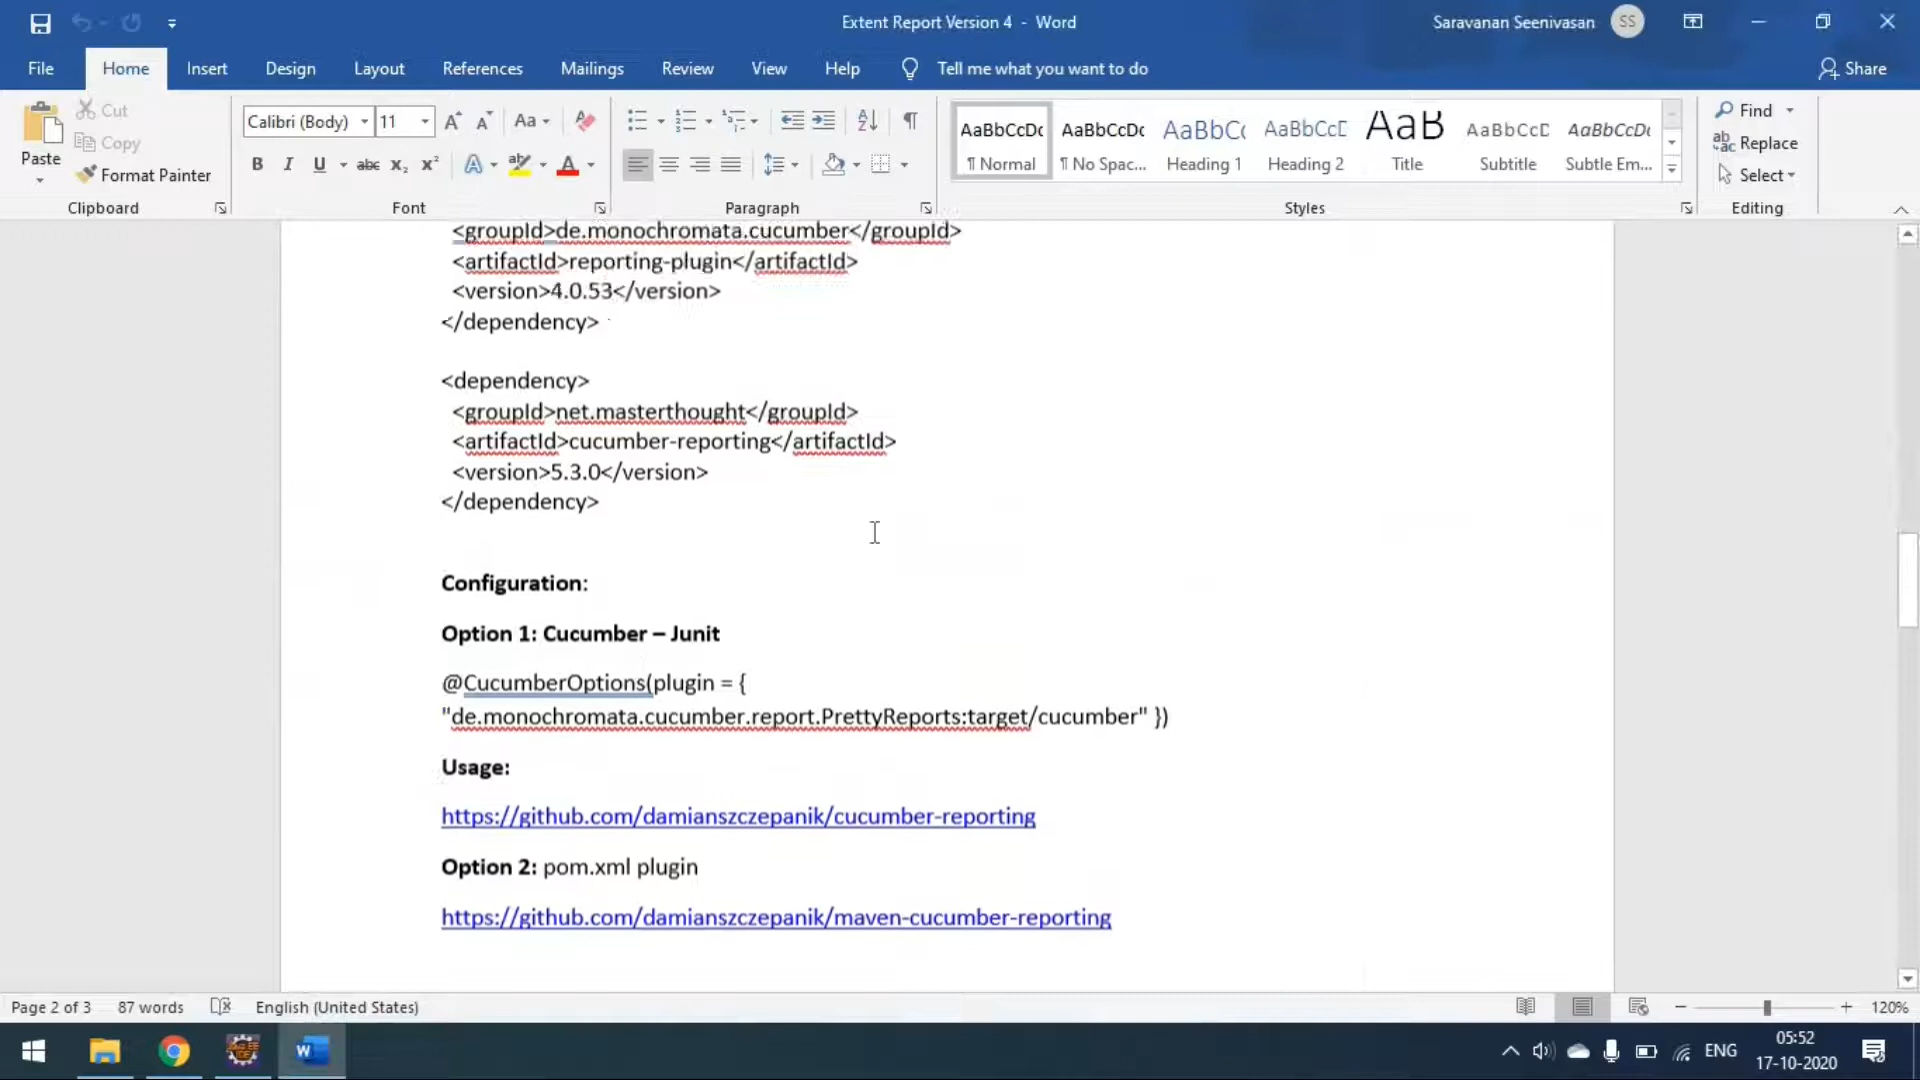 Extent Report Version 4 - Word
Saravanan Seenivasan SS
File Home Insert Design Layout References Mailings Review View Help Tell me what you want to do Share
Paste
Cut
Copy
Format Painter
Clipboard
Calibri (Body) 11 A A Aa
B I U abc x₂ x² A ab A
Font
Paragraph
AaBbCcDc AaBbCcDc AaBbCc AaBbCcE AaB AaBbCcD AaBbCcDc
¶ Normal ¶ No Spac... Heading 1 Heading 2 Title Subtitle Subtle Em...
Styles
Find
Replace
Select
Editing
<groupId>de.monochromata.cucumber</groupId>
<artifactId>reporting-plugin</artifactId>
<version>4.0.53</version>
</dependency>
<dependency>
<groupId>net.masterthought</groupId>
<artifactId>cucumber-reporting</artifactId>
<version>5.3.0</version>
</dependency>
Configuration:
Option 1: Cucumber – Junit
@CucumberOptions(plugin = {
"de.monochromata.cucumber.report.PrettyReports:target/cucumber" })
Usage:
https://github.com/damianszczepanik/cucumber-reporting
Option 2: pom.xml plugin
https://github.com/damianszczepanik/maven-cucumber-reporting
Page 2 of 3 87 words English (United States) 120%
ENG
05:52
17-10-2020